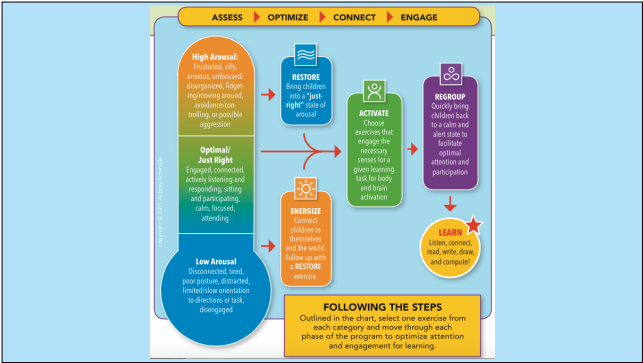 ASSESS OPTIMIZE CONNECT ENGAGE
High Arousal:
Frustrated, silly,
anxious, unfocused/
disorganized, fidget-
ing/moving around,
avoidance/con-
trolling, or possible
aggression
Optimal/
Just Right
Engaged, connected,
actively listening and
responding, sitting
and participating,
calm, focused,
attending
Low Arousal
Disconnected, tired,
poor posture, distracted,
limited/slow orientation
to directions or task,
disengaged
RESTORE
Bring children
into a "just-
right" state of
arousal
ENERGIZE
Connect
children to
themselves
and the world.
Follow up with
a RESTORE
exercise.
ACTIVATE
Choose
exercises that
engage the
necessary
senses for a
given learning
task for body
and brain
activation
REGROUP
Quickly bring
children back
to a calm and
alert state to
facilitate
optimal
attention and
participation
LEARN
Listen, connect,
read, write, draw,
and compute!
FOLLOWING THE STEPS
Outlined in the chart, select one exercise from
each category and move through each
phase of the program to optimize attention
and engagement for learning.